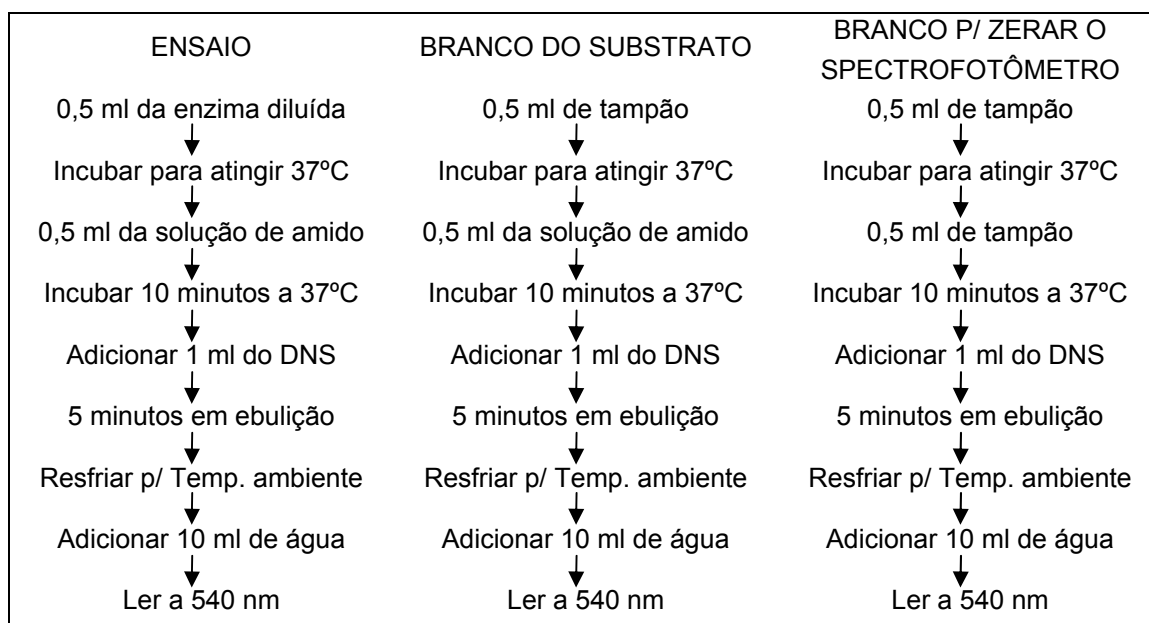 ENSAIO
0,5 ml da enzima diluída
Incubar para atingir 37ºC
0,5 ml da solução de amido
Incubar 10 minutos a 37ºC
Adicionar 1 ml do DNS
5 minutos em ebulição
Resfriar p/ Temp. ambiente
Adicionar 10 ml de água
Ler a 540 nm
BRANCO DO SUBSTRATO
0,5 ml de tampão
Incubar para atingir 37ºC
0,5 ml da solução de amido
Incubar 10 minutos a 37ºC
Adicionar 1 ml do DNS
5 minutos em ebulição
Resfriar p/ Temp. ambiente
Adicionar 10 ml de água
Ler a 540 nm
BRANCO P/ ZERAR O
SPECTROFOTÔMETRO
0,5 ml de tampão
Incubar para atingir 37ºC
0,5 ml de tampão
Incubar 10 minutos a 37ºC
Adicionar 1 ml do DNS
5 minutos em ebulição
Resfriar p/ Temp. ambiente
Adicionar 10 ml de água
Ler a 540 nm